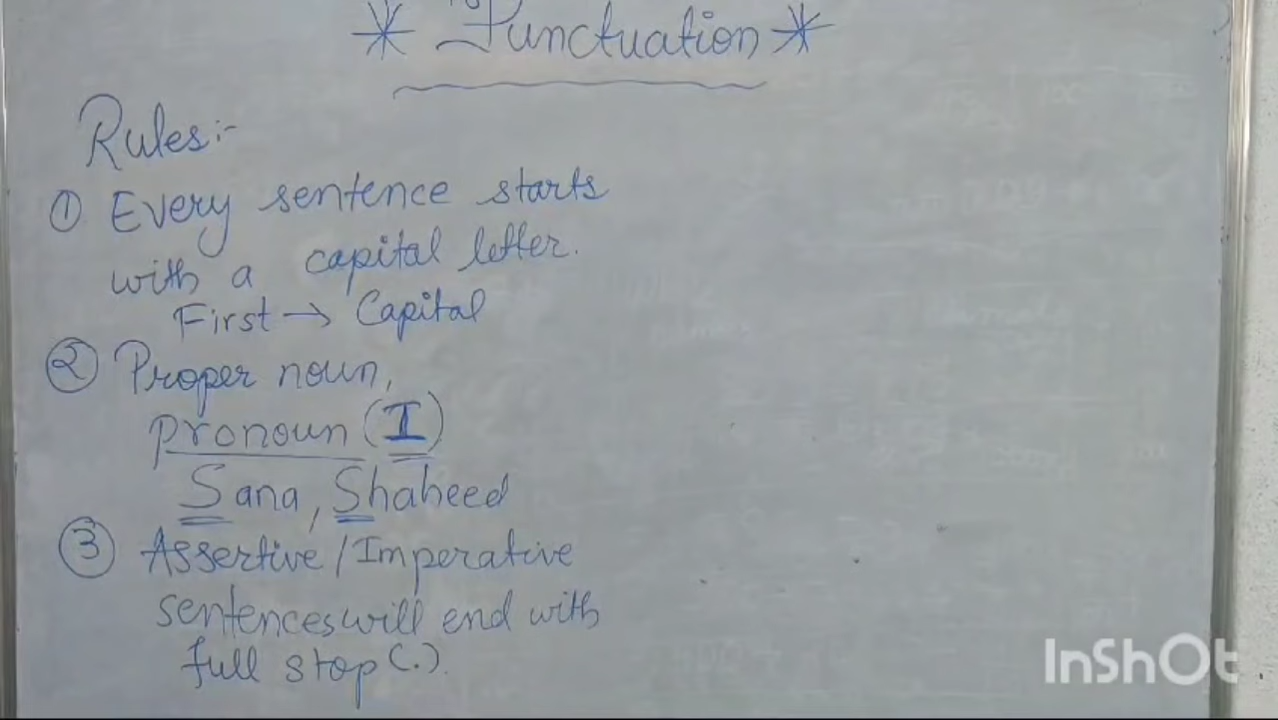 * Punctuation *
Rules:-
① Every sentence starts
with a capital letter.
First → Capital
② Proper noun,
pronoun (I)
Sana, Shaheed
③ Assertive / Imperative
sentences will end with
full stop (.).
InShOt